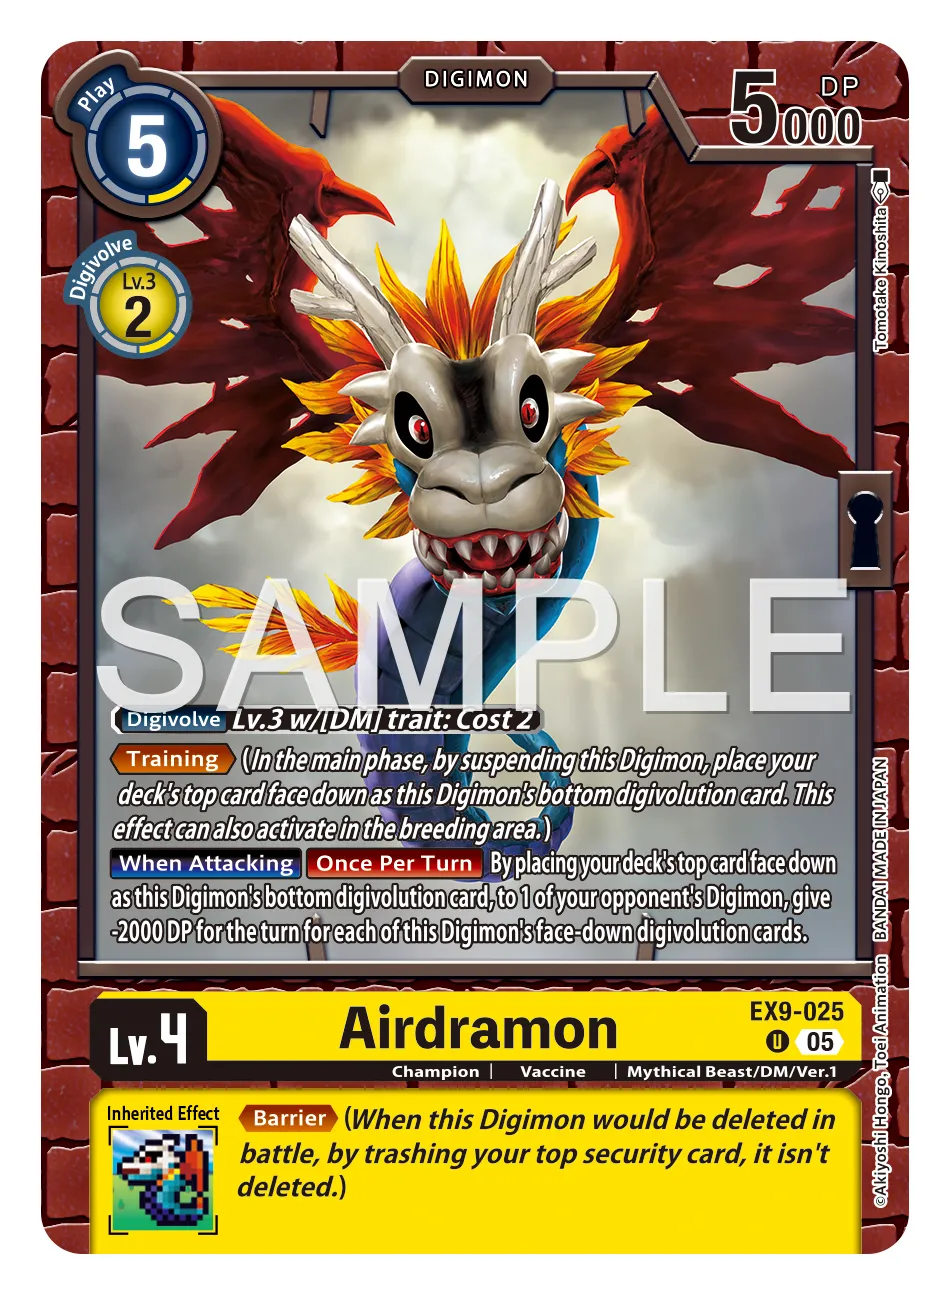 DIGIMON
Play
5
DP
5000
Digivolve
Lv.3
2
Tomotake Kinoshita
SAMPLE
Digivolve Lv.3 w/[DM] trait: Cost 2
Training (In the main phase, by suspending this Digimon, place your
deck's top card face down as this Digimon's bottom digivolution card. This
effect can also activate in the breeding area.)
When Attacking Once Per Turn By placing your deck's top card face down
as this Digimon's bottom digivolution card, to 1 of your opponent's Digimon, give
-2000 DP for the turn for each of this Digimon's face-down digivolution cards.
©Akiyoshi Hongo, Toei Animation BANDAI MADE IN JAPAN
Lv.4
Airdramon
EX9-025
U 05
Champion | Vaccine | Mythical Beast/DM/Ver.1
Inherited Effect
Barrier (When this Digimon would be deleted in
battle, by trashing your top security card, it isn't
deleted.)